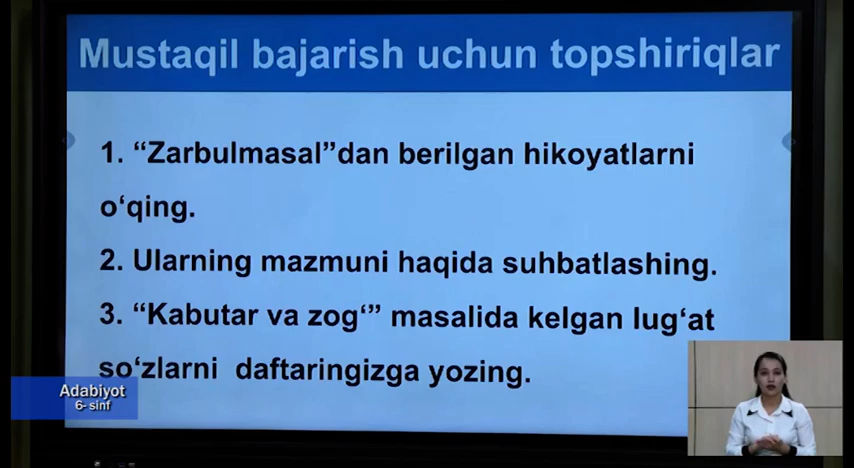 Mustaqil bajarish uchun topshiriqlar
1. “Zarbulmasal”dan berilgan hikoyatlarni
o‘qing.
2. Ularning mazmuni haqida suhbatlashing.
3. “Kabutar va zog‘” masalida kelgan lug‘at
so‘zlarni daftaringizga yozing.
Adabiyot
6- sinf